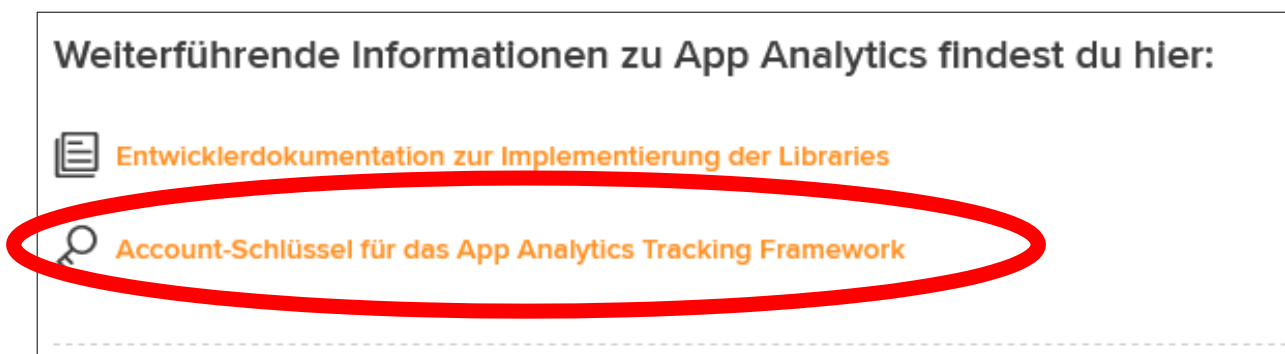 Weiterführende Informationen zu App Analytics findest du hier:
Entwicklerdokumentation zur Implementierung der Libraries
Account-Schlüssel für das App Analytics Tracking Framework